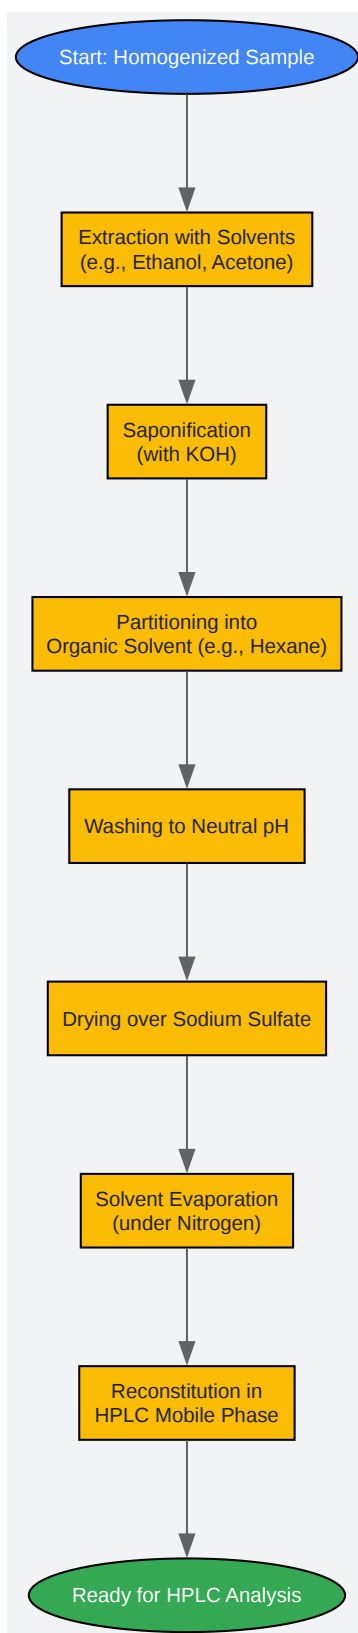 Start: Homogenized Sample
Extraction with Solvents
(e.g., Ethanol, Acetone)
Saponification
(with KOH)
Partitioning into
Organic Solvent (e.g., Hexane)
Washing to Neutral pH
Drying over Sodium Sulfate
Solvent Evaporation
(under Nitrogen)
Reconstitution in
HPLC Mobile Phase
Ready for HPLC Analysis